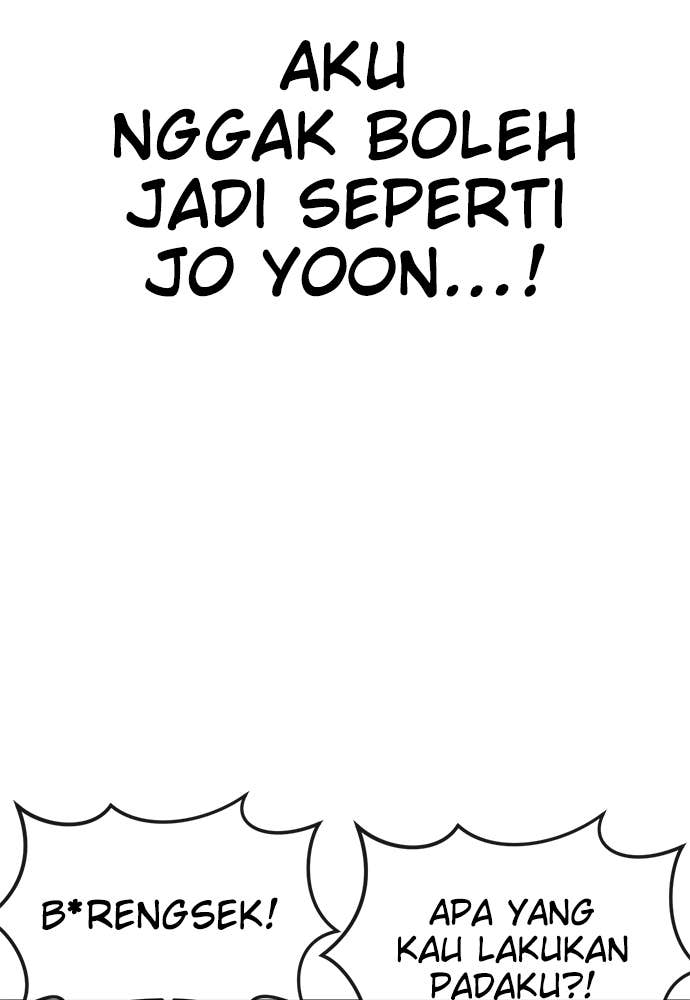 AKU
NGGAK BOLEH
JADI SEPERTI
JO YOON...!
B*RENGSEK!
APA YANG
KAU LAKUKAN
PADAKU?!